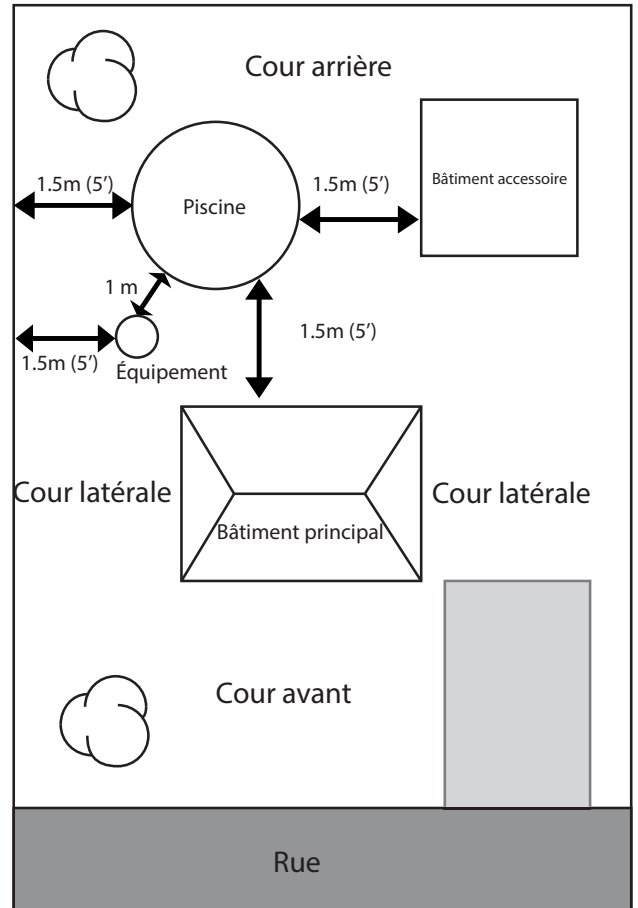 Cour arrière
Bâtiment accessoire
1.5m (5’)
Piscine
1.5m (5’)
1 m
1.5m (5’)
1.5m (5’)
Équipement
Cour latérale
Cour latérale
Bâtiment principal
Cour avant
Rue